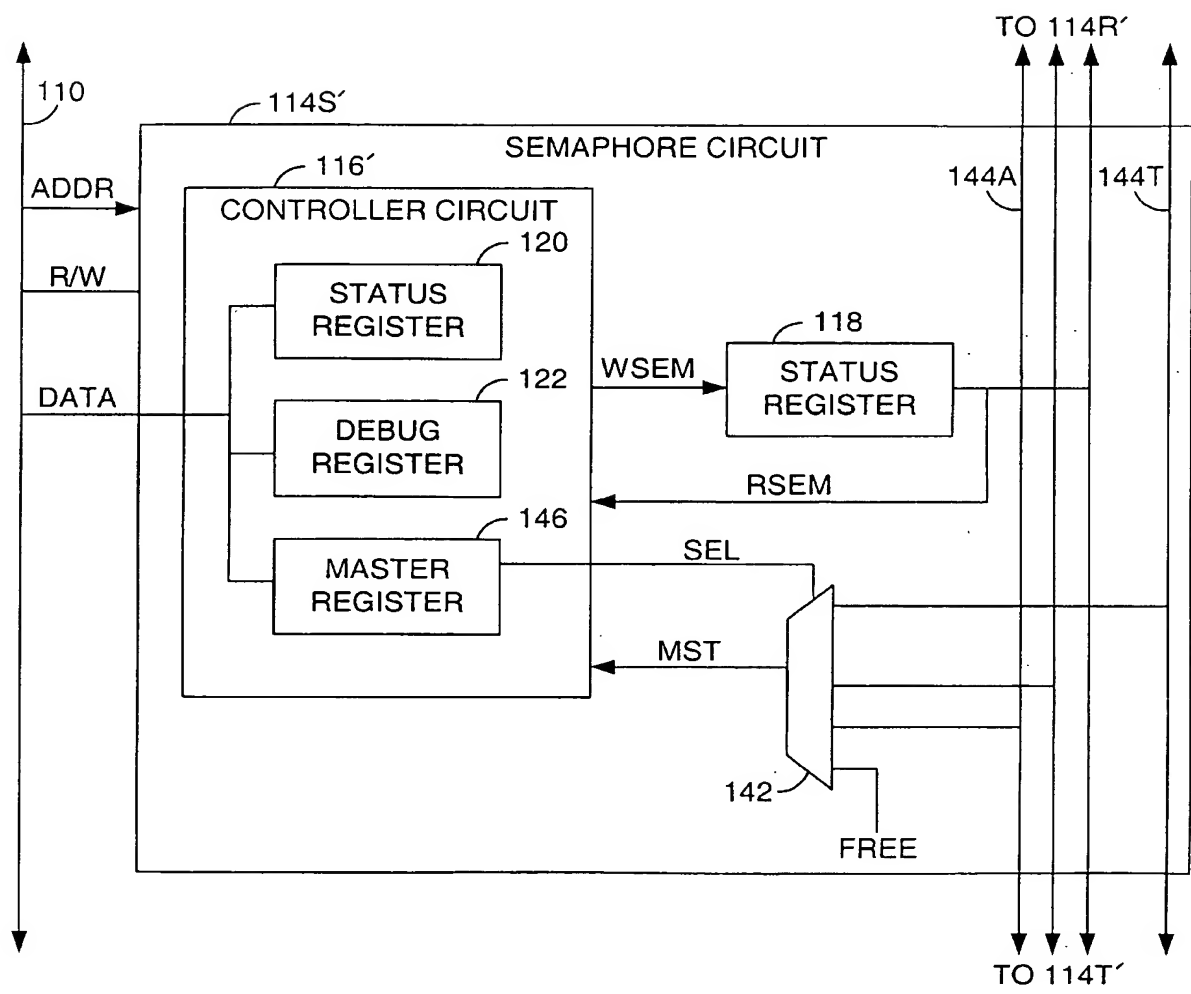 TO 114R′
110
114S′
SEMAPHORE CIRCUIT
116′
144A
144T
ADDR
CONTROLLER CIRCUIT
120
R/W
STATUS
REGISTER
118
WSEM
STATUS
REGISTER
122
DATA
DEBUG
REGISTER
RSEM
146
SEL
MASTER
REGISTER
MST
142
FREE
TO 114T′